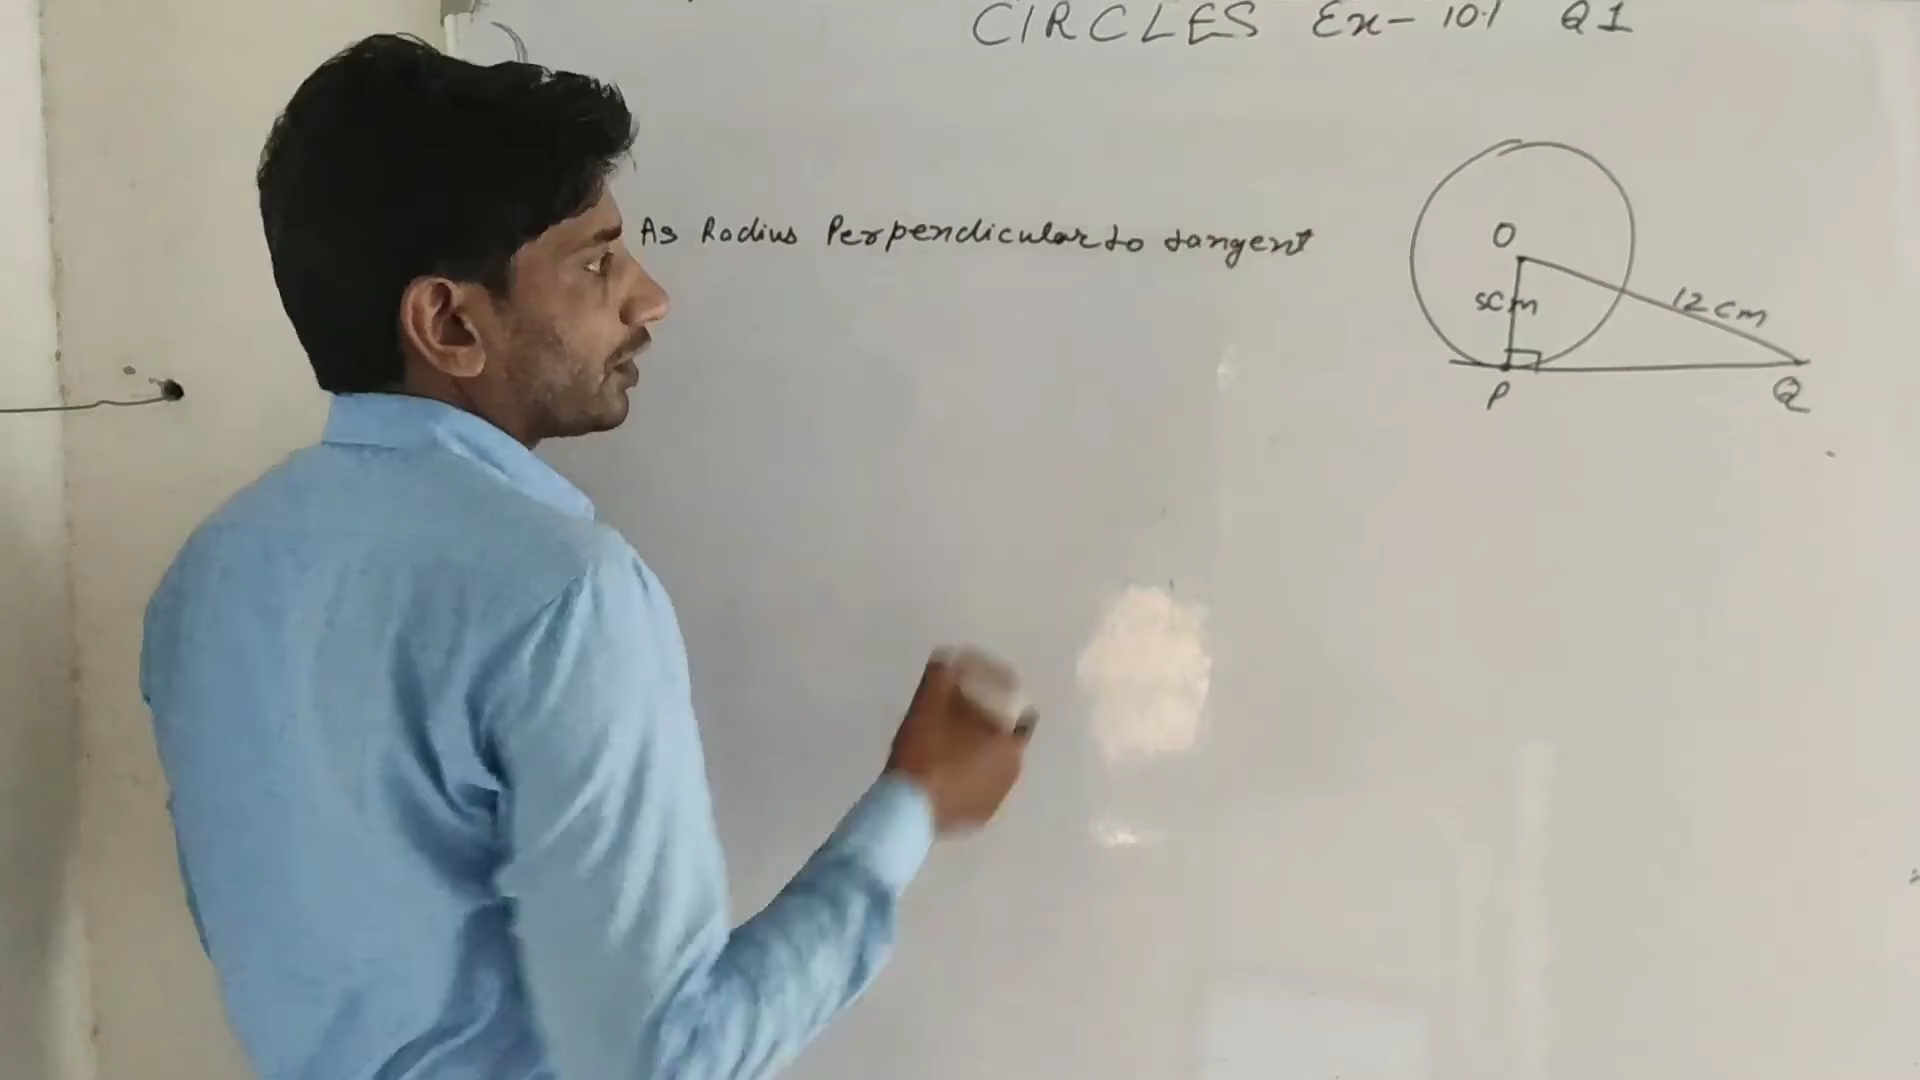 CIRCLES Ex- 10.1 Q1
As Radius Perpendicular to tangent
O
5cm
12cm
P
Q